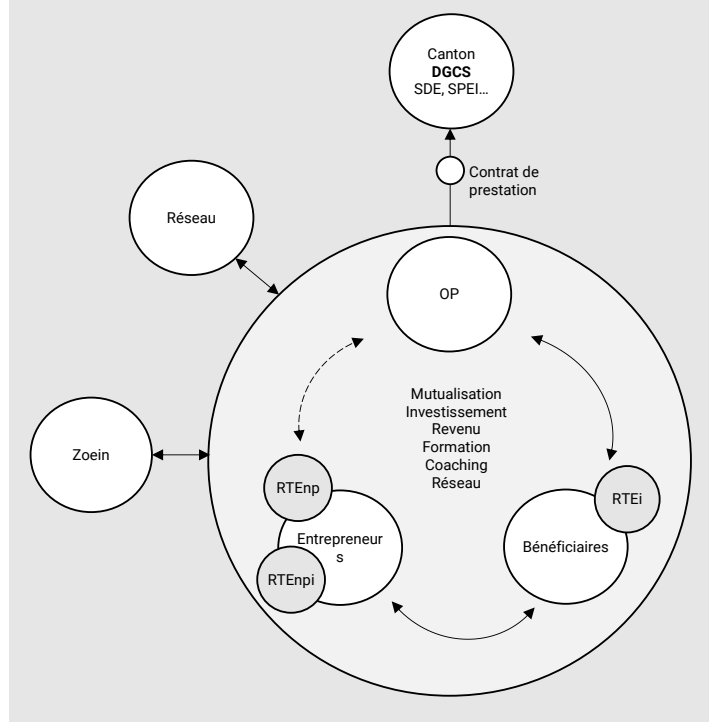 Canton
DGCS
SDE, SPEI...
Contrat de
prestation
Réseau
OP
Mutualisation
Investissement
Revenu
Formation
Coaching
Réseau
Zoein
RTEnp
RTEi
Entrepreneur
s
Bénéficiaires
RTEnpi